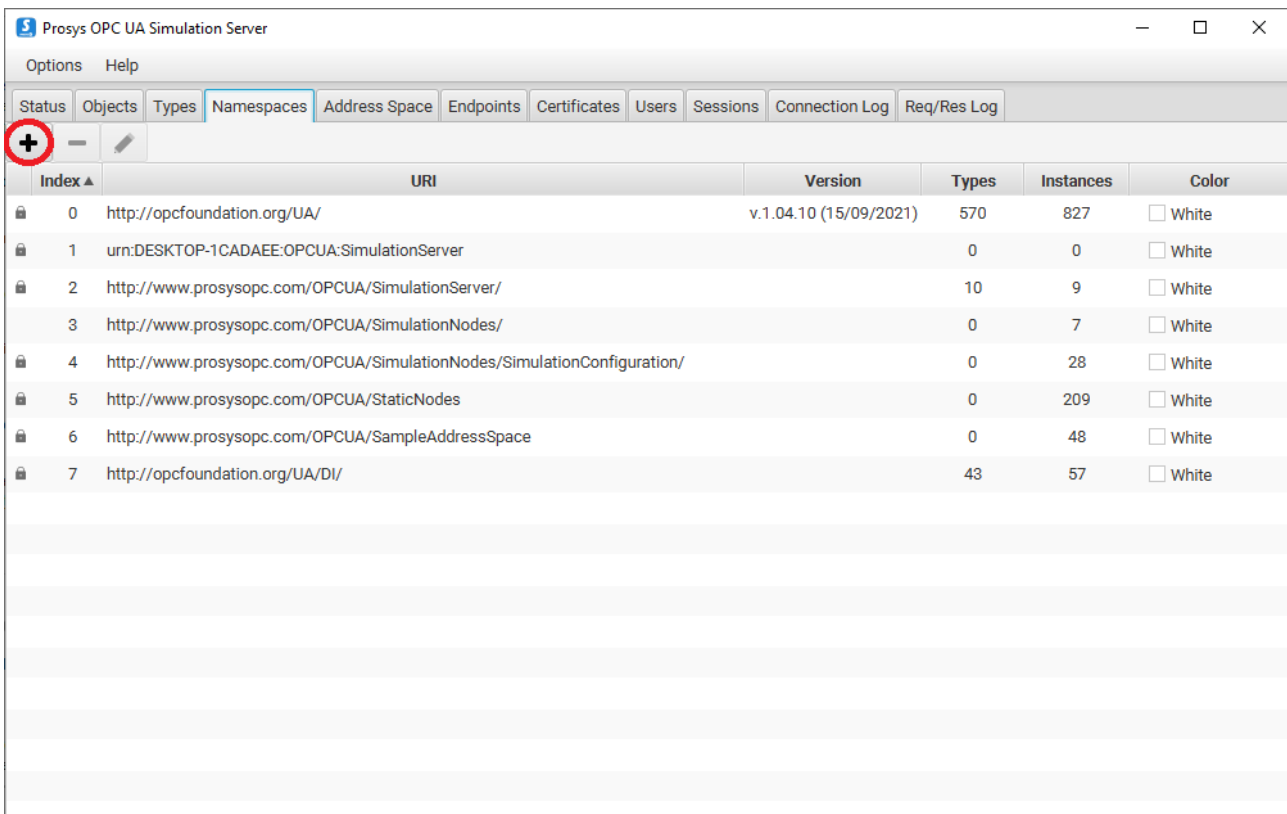 Prosys OPC UA Simulation Server
Options Help
Status Objects Types Namespaces Address Space Endpoints Certificates Users Sessions Connection Log Req/Res Log
Index URI Version Types Instances Color
0 http://opcfoundation.org/UA/ v.1.04.10 (15/09/2021) 570 827 White
1 urn:DESKTOP-1CADAEE:OPCUA:SimulationServer 0 0 White
2 http://www.prosysopc.com/OPCUA/SimulationServer/ 10 9 White
3 http://www.prosysopc.com/OPCUA/SimulationNodes/ 0 7 White
4 http://www.prosysopc.com/OPCUA/SimulationNodes/SimulationConfiguration/ 0 28 White
5 http://www.prosysopc.com/OPCUA/StaticNodes 0 209 White
6 http://www.prosysopc.com/OPCUA/SampleAddressSpace 0 48 White
7 http://opcfoundation.org/UA/DI/ 43 57 White